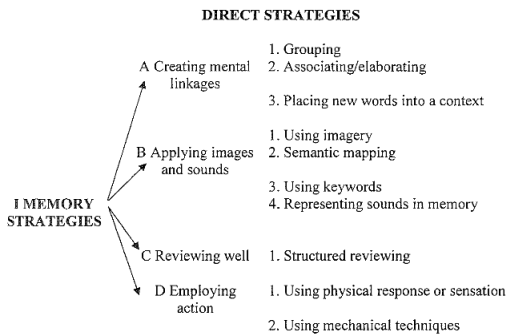 DIRECT STRATEGIES
I MEMORY
STRATEGIES
A Creating mental
linkages
1. Grouping
2. Associating/elaborating
3. Placing new words into a context
B Applying images
and sounds
1. Using imagery
2. Semantic mapping
3. Using keywords
4. Representing sounds in memory
C Reviewing well
1. Structured reviewing
D Employing
action
1. Using physical response or sensation
2. Using mechanical techniques